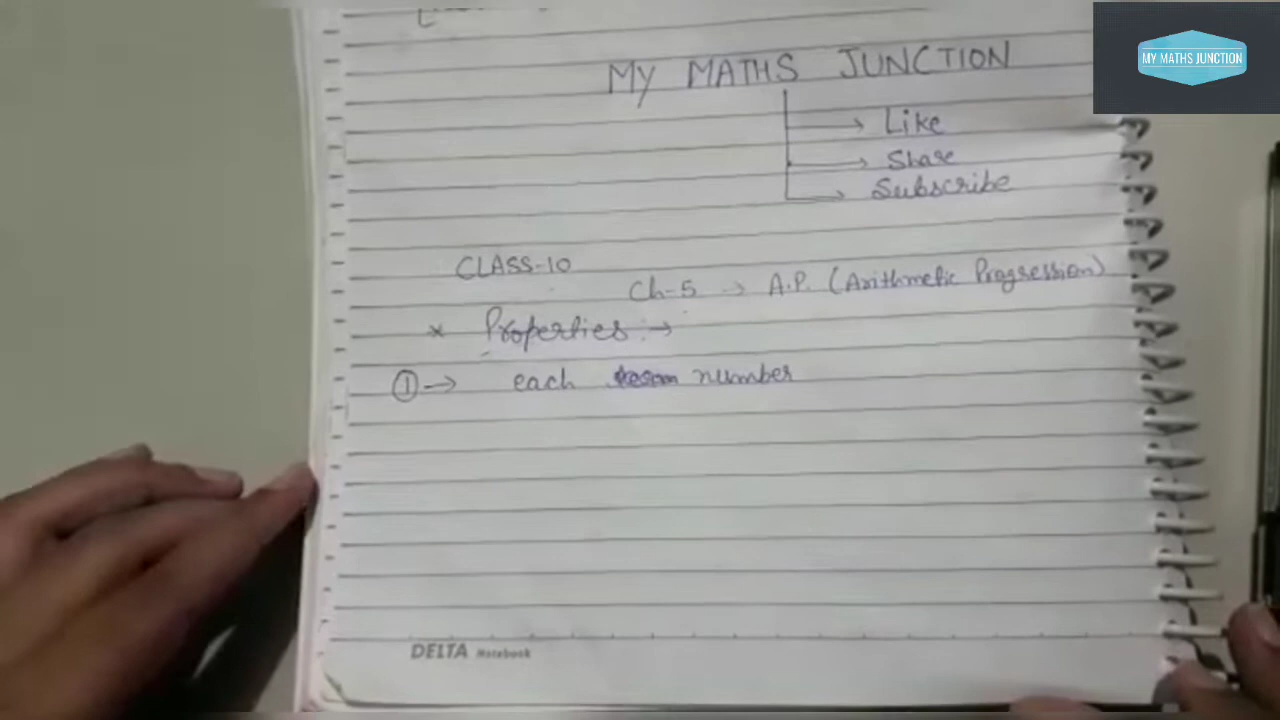 MY MATHS JUNCTION
MY MATHS JUNCTION
→ Like
→ Share
→ Subscribe
CLASS-10
Ch-5 → A.P. (Arithmetic Progression)
* Properties :→
① → each number
DELTA Notebook